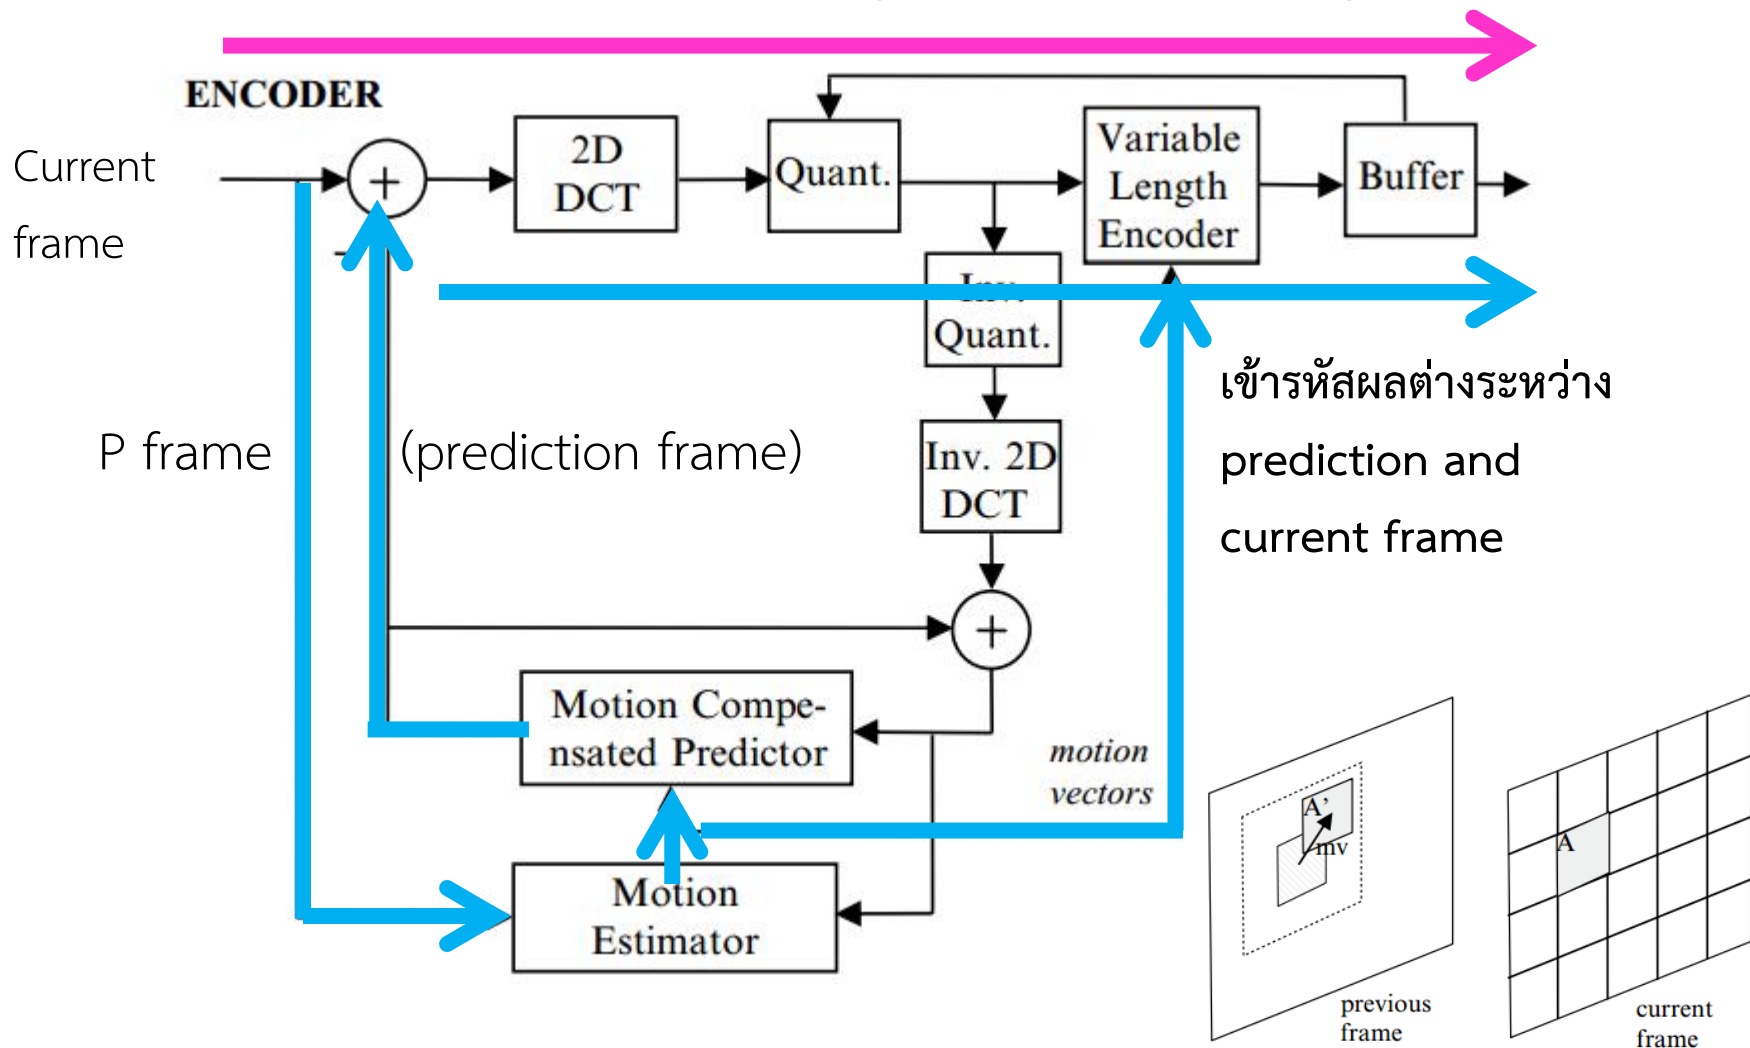 ENCODER
Current
frame
+
2D
DCT
Quant.
Variable
Length
Encoder
Buffer
Inv.
Quant.
เข้ารหัสผลต่างระหว่าง
prediction and
current frame
P frame
(prediction frame)
Inv. 2D
DCT
+
Motion Compe-
nsated Predictor
motion
vectors
Motion
Estimator
A'
mv
A
previous
frame
current
frame